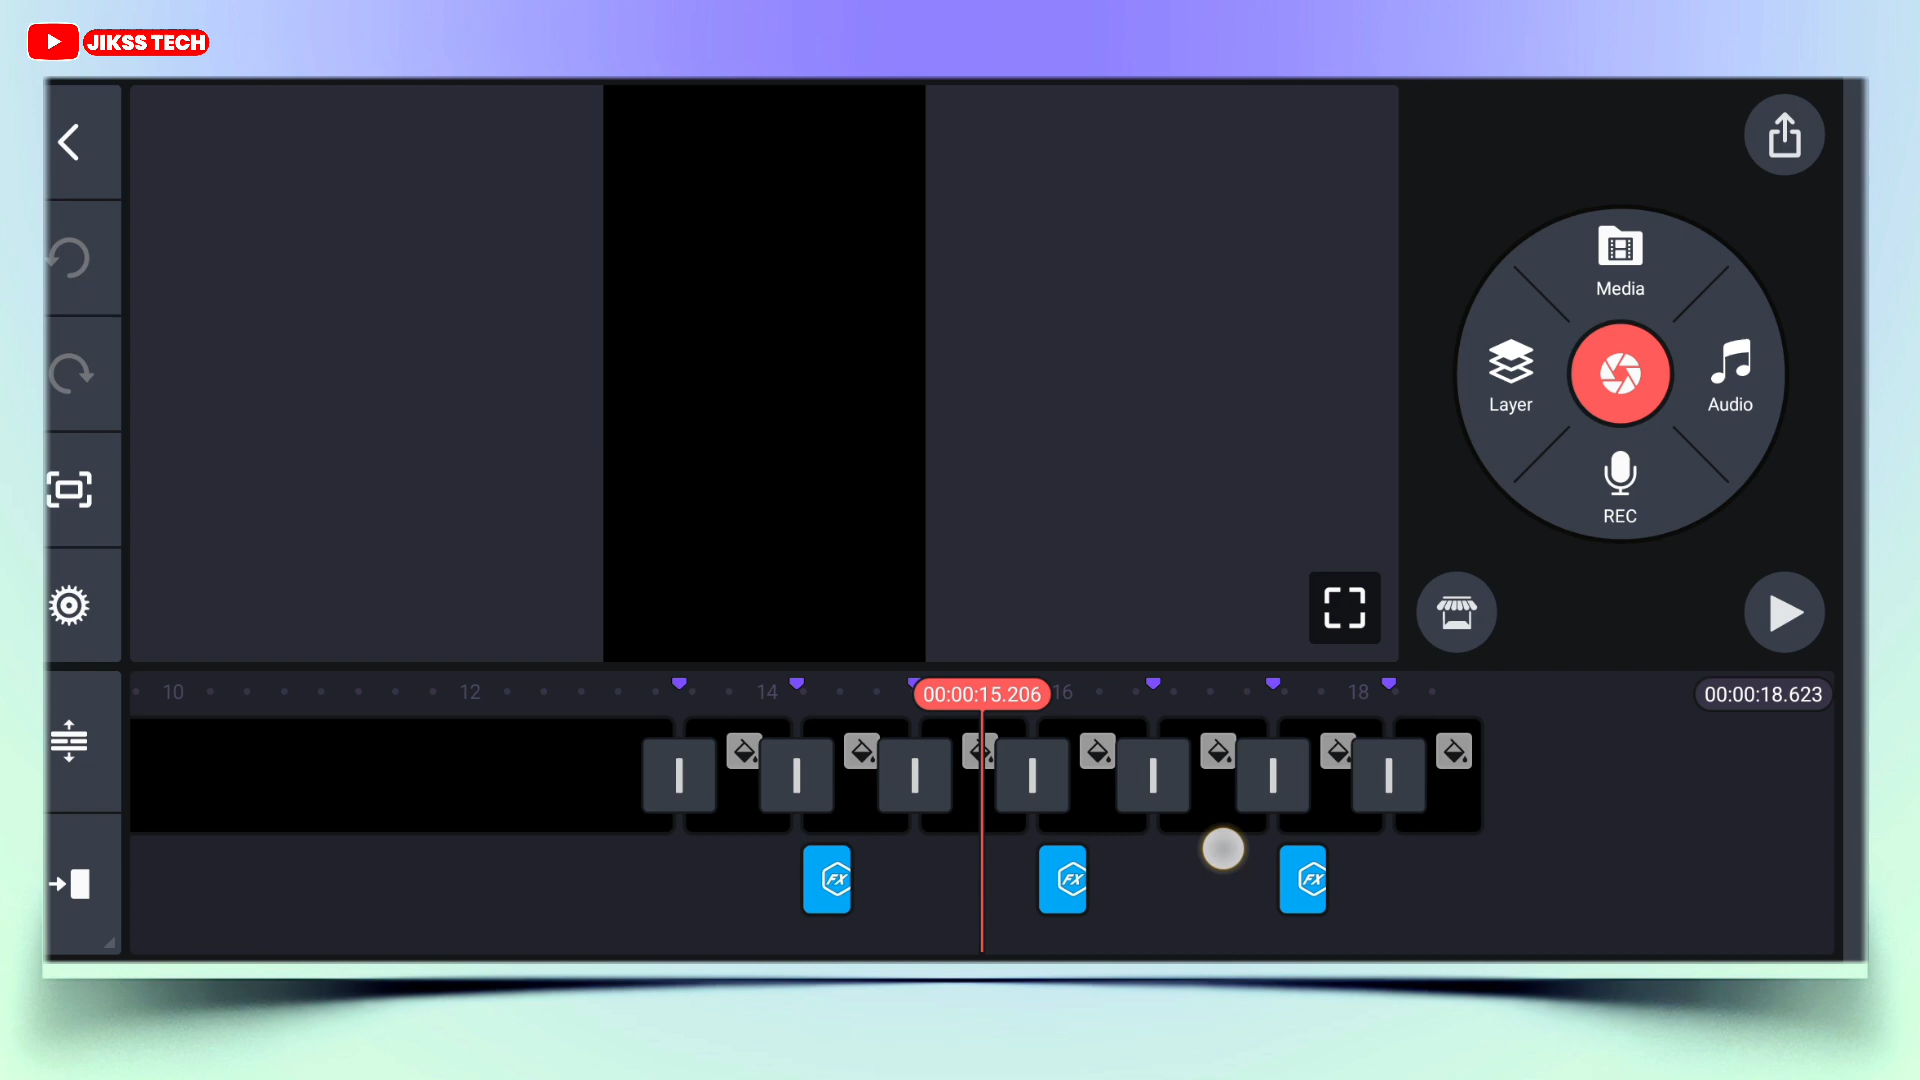 JIKSS TECH
Media
Layer
Audio
REC
10
12
14
00:00:15.206
16
18
00:00:18.623
FX
FX
FX